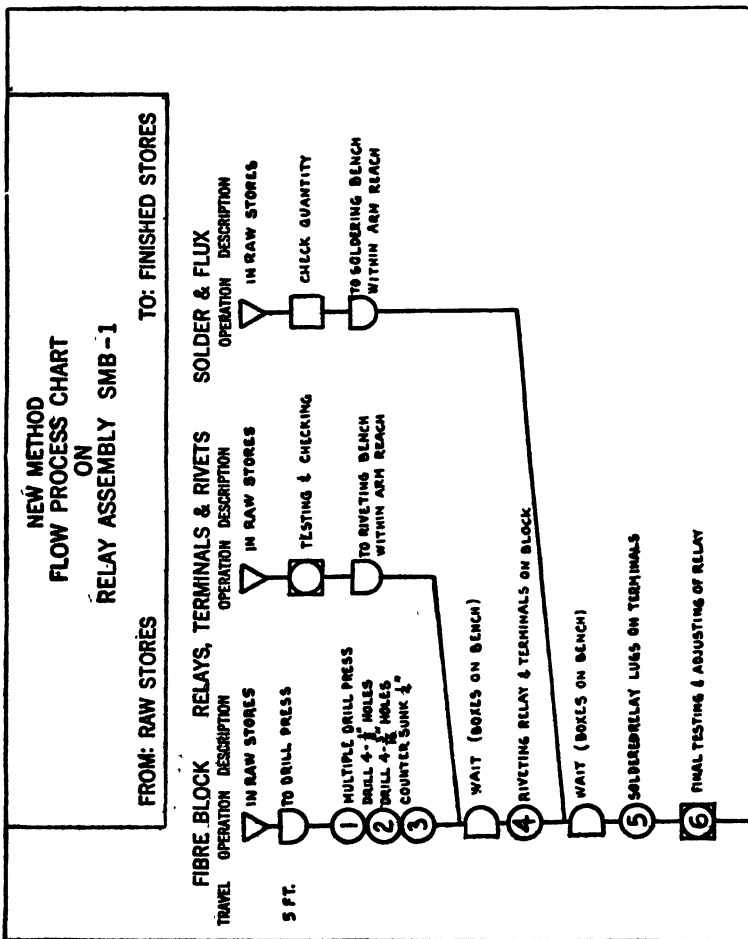 NEW METHOD
FLOW PROCESS CHART
ON
RELAY ASSEMBLY SMB-1
FROM: RAW STORES
TO: FINISHED STORES
FIBRE BLOCK
TRAVEL OPERATION DESCRIPTION
IN RAW STORES
5 FT.
TO DRILL PRESS
1 MULTIPLE DRILL PRESS
DRILL 4- HOLES
2 DRILL 4- HOLES
3 COUNTER SUNK
RELAYS, TERMINALS & RIVETS
OPERATION DESCRIPTION
IN RAW STORES
TESTING & CHECKING
TO RIVETING BENCH
WITHIN ARM REACH
SOLDER & FLUX
OPERATION DESCRIPTION
IN RAW STORES
CHECK QUANTITY
TO SOLDERING BENCH
WITHIN ARM REACH
WAIT (BOXES ON BENCH)
4 RIVETING RELAY & TERMINALS ON BLOCK
WAIT (BOXES ON BENCH)
5 SOLDERED RELAY LUGS ON TERMINALS
6 FINAL TESTING & ADJUSTING OF RELAY